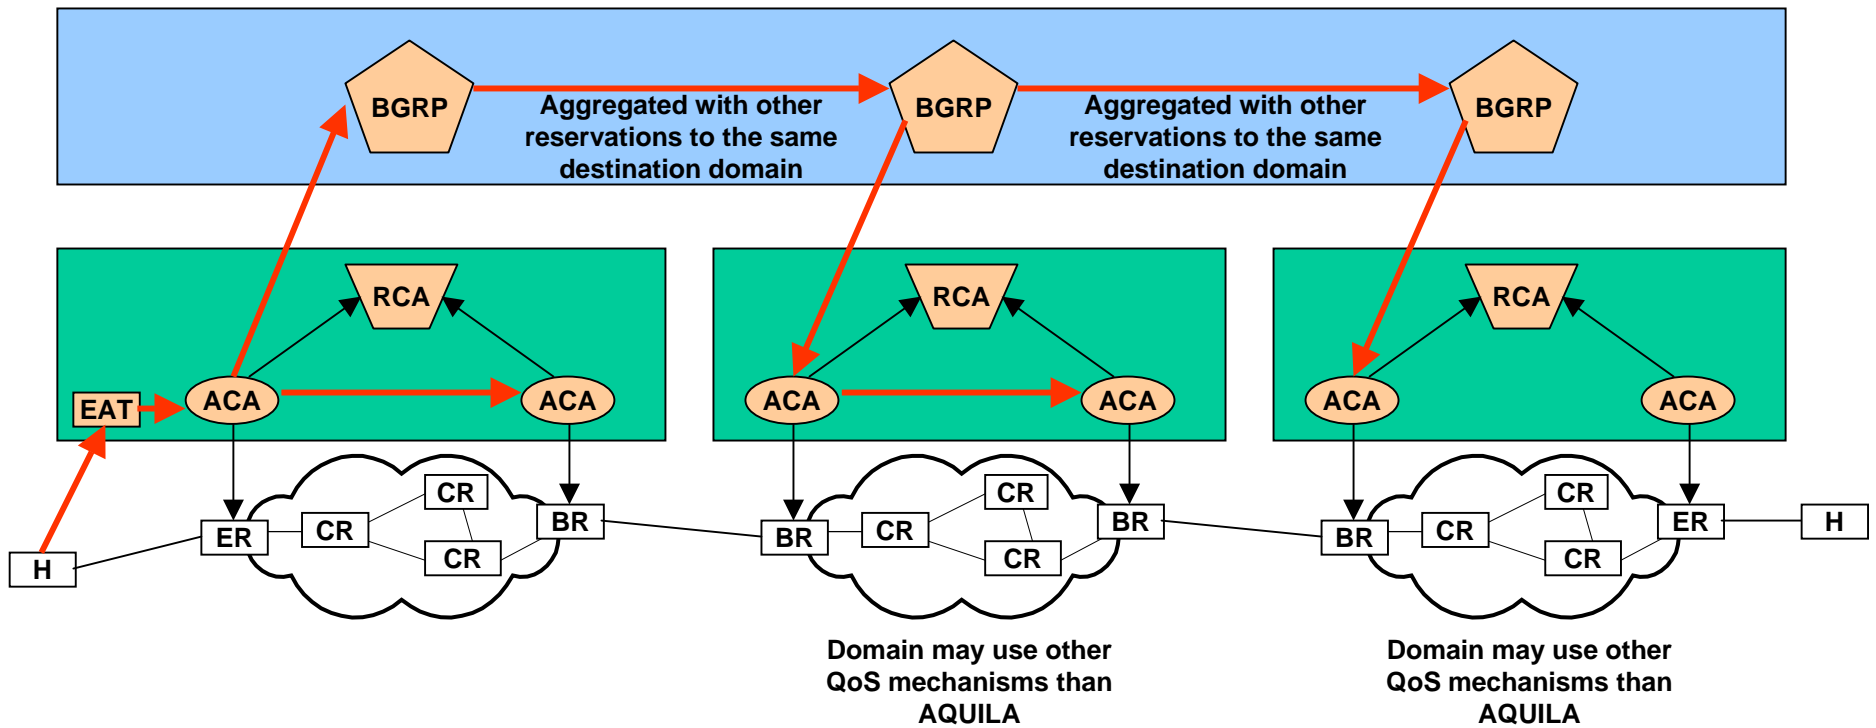 BGRP
Aggregated with other
reservations to the same
destination domain
BGRP
Aggregated with other
reservations to the same
destination domain
BGRP
RCA
RCA
RCA
EAT
ACA
ACA
ACA
ACA
ACA
ACA
H
ER
CR
CR
CR
BR
BR
CR
CR
CR
BR
BR
CR
CR
CR
ER
H
Domain may use other
QoS mechanisms than
AQUILA
Domain may use other
QoS mechanisms than
AQUILA